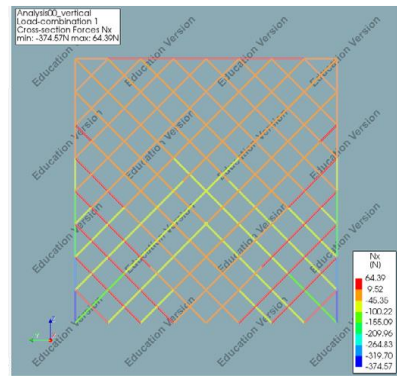 Analysis00_vertical
Load-combination 1
Cross-section Forces Nx
min: -374.57N max: 64.39N
Education Version
Education Version
Education Version
Education Version
Education Version
Education Version
Education Version
Education Version
Education Version
Education Version
Education Version
Education Version
Nx
(N)
64.39
9.52
-45.35
-100.22
-155.09
-209.96
-264.83
-319.70
-374.57